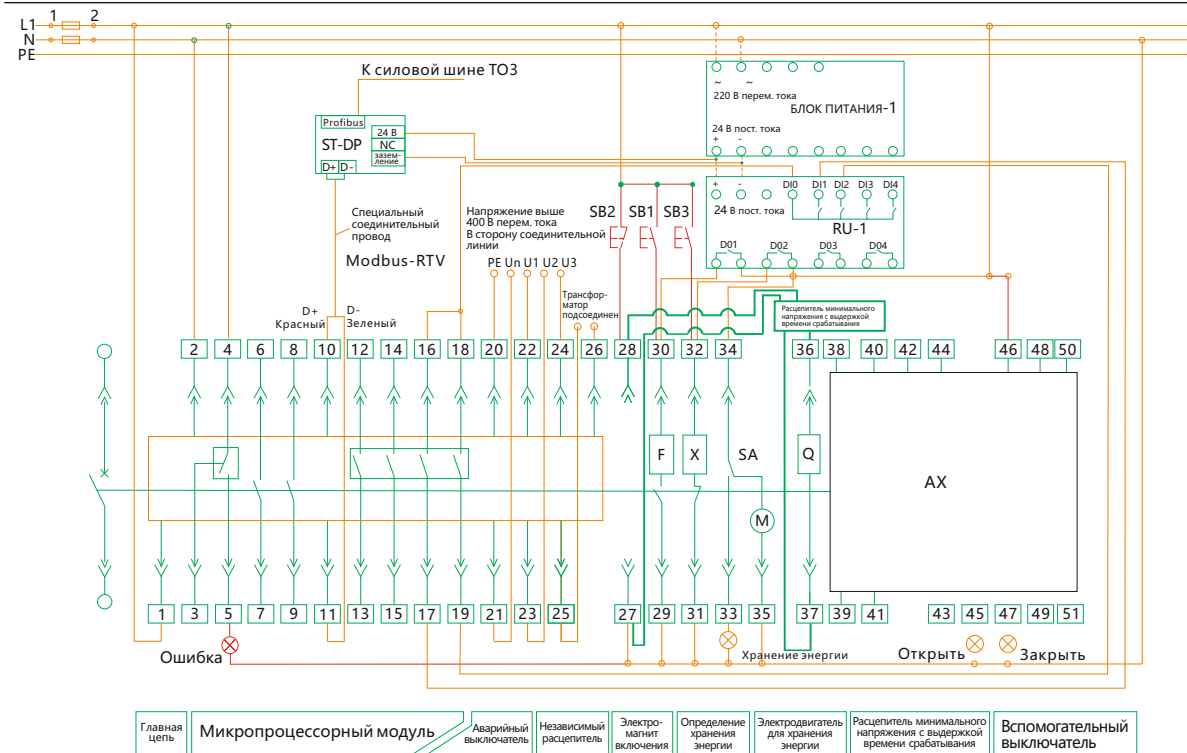 1 2
L1
N
PE
К силовой шине ТО3
~ ~
220 В перем. тока
БЛОК ПИТАНИЯ-1
24 В пост. тока
+ -
Profibus
ST-DP
24 В
NC
зазем-
ление
D+ D-
+ - DI0 DI1 DI2 DI3 DI4
24 В пост. тока
RU-1
D01 D02 D03 D04
Специальный
соединительный
провод
Modbus-RTV
Напряжение выше
400 В перем. тока
В сторону соединительной
линии
SB2 SB1 SB3
PE Un U1 U2 U3
Трансфор-
матор
подсоединен
D+
Красный
D-
Зеленый
Расцепитель минимального
напряжения с выдержкой
времени срабатывания
2 4 6 8 10 12 14 16 18 20 22 24 26 28 30 32 34 36 38 40 42 44 46 48 50
F X SA Q
AX
M
1 3 5 7 9 11 13 15 17 19 21 23 25 27 29 31 33 35 37 39 41 43 45 47 49 51
Ошибка
Хранение энергии
Открыть
Закрыть
Главная
цепь
Микропроцессорный модуль
Аварийный
выключатель
Независимый
расцепитель
Электро-
магнит
включения
Определение
хранения
энергии
Электродвигатель
для хранения
энергии
Расцепитель минимального
напряжения с выдержкой
времени срабатывания
Вспомогательный
выключатель